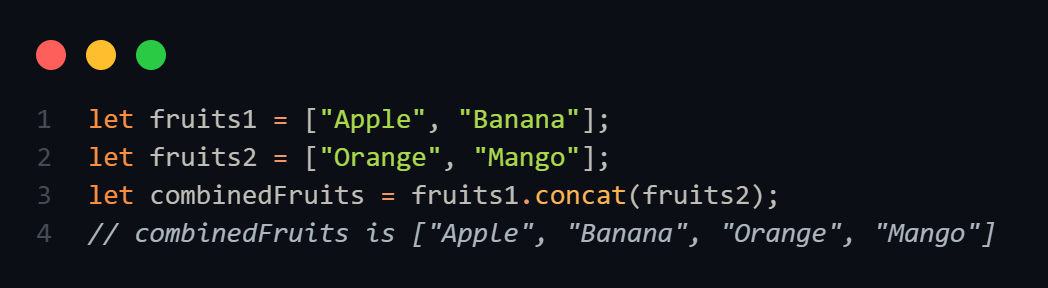 1 let fruits1 = ["Apple", "Banana"];
2 let fruits2 = ["Orange", "Mango"];
3 let combinedFruits = fruits1.concat(fruits2);
4 // combinedFruits is ["Apple", "Banana", "Orange", "Mango"]